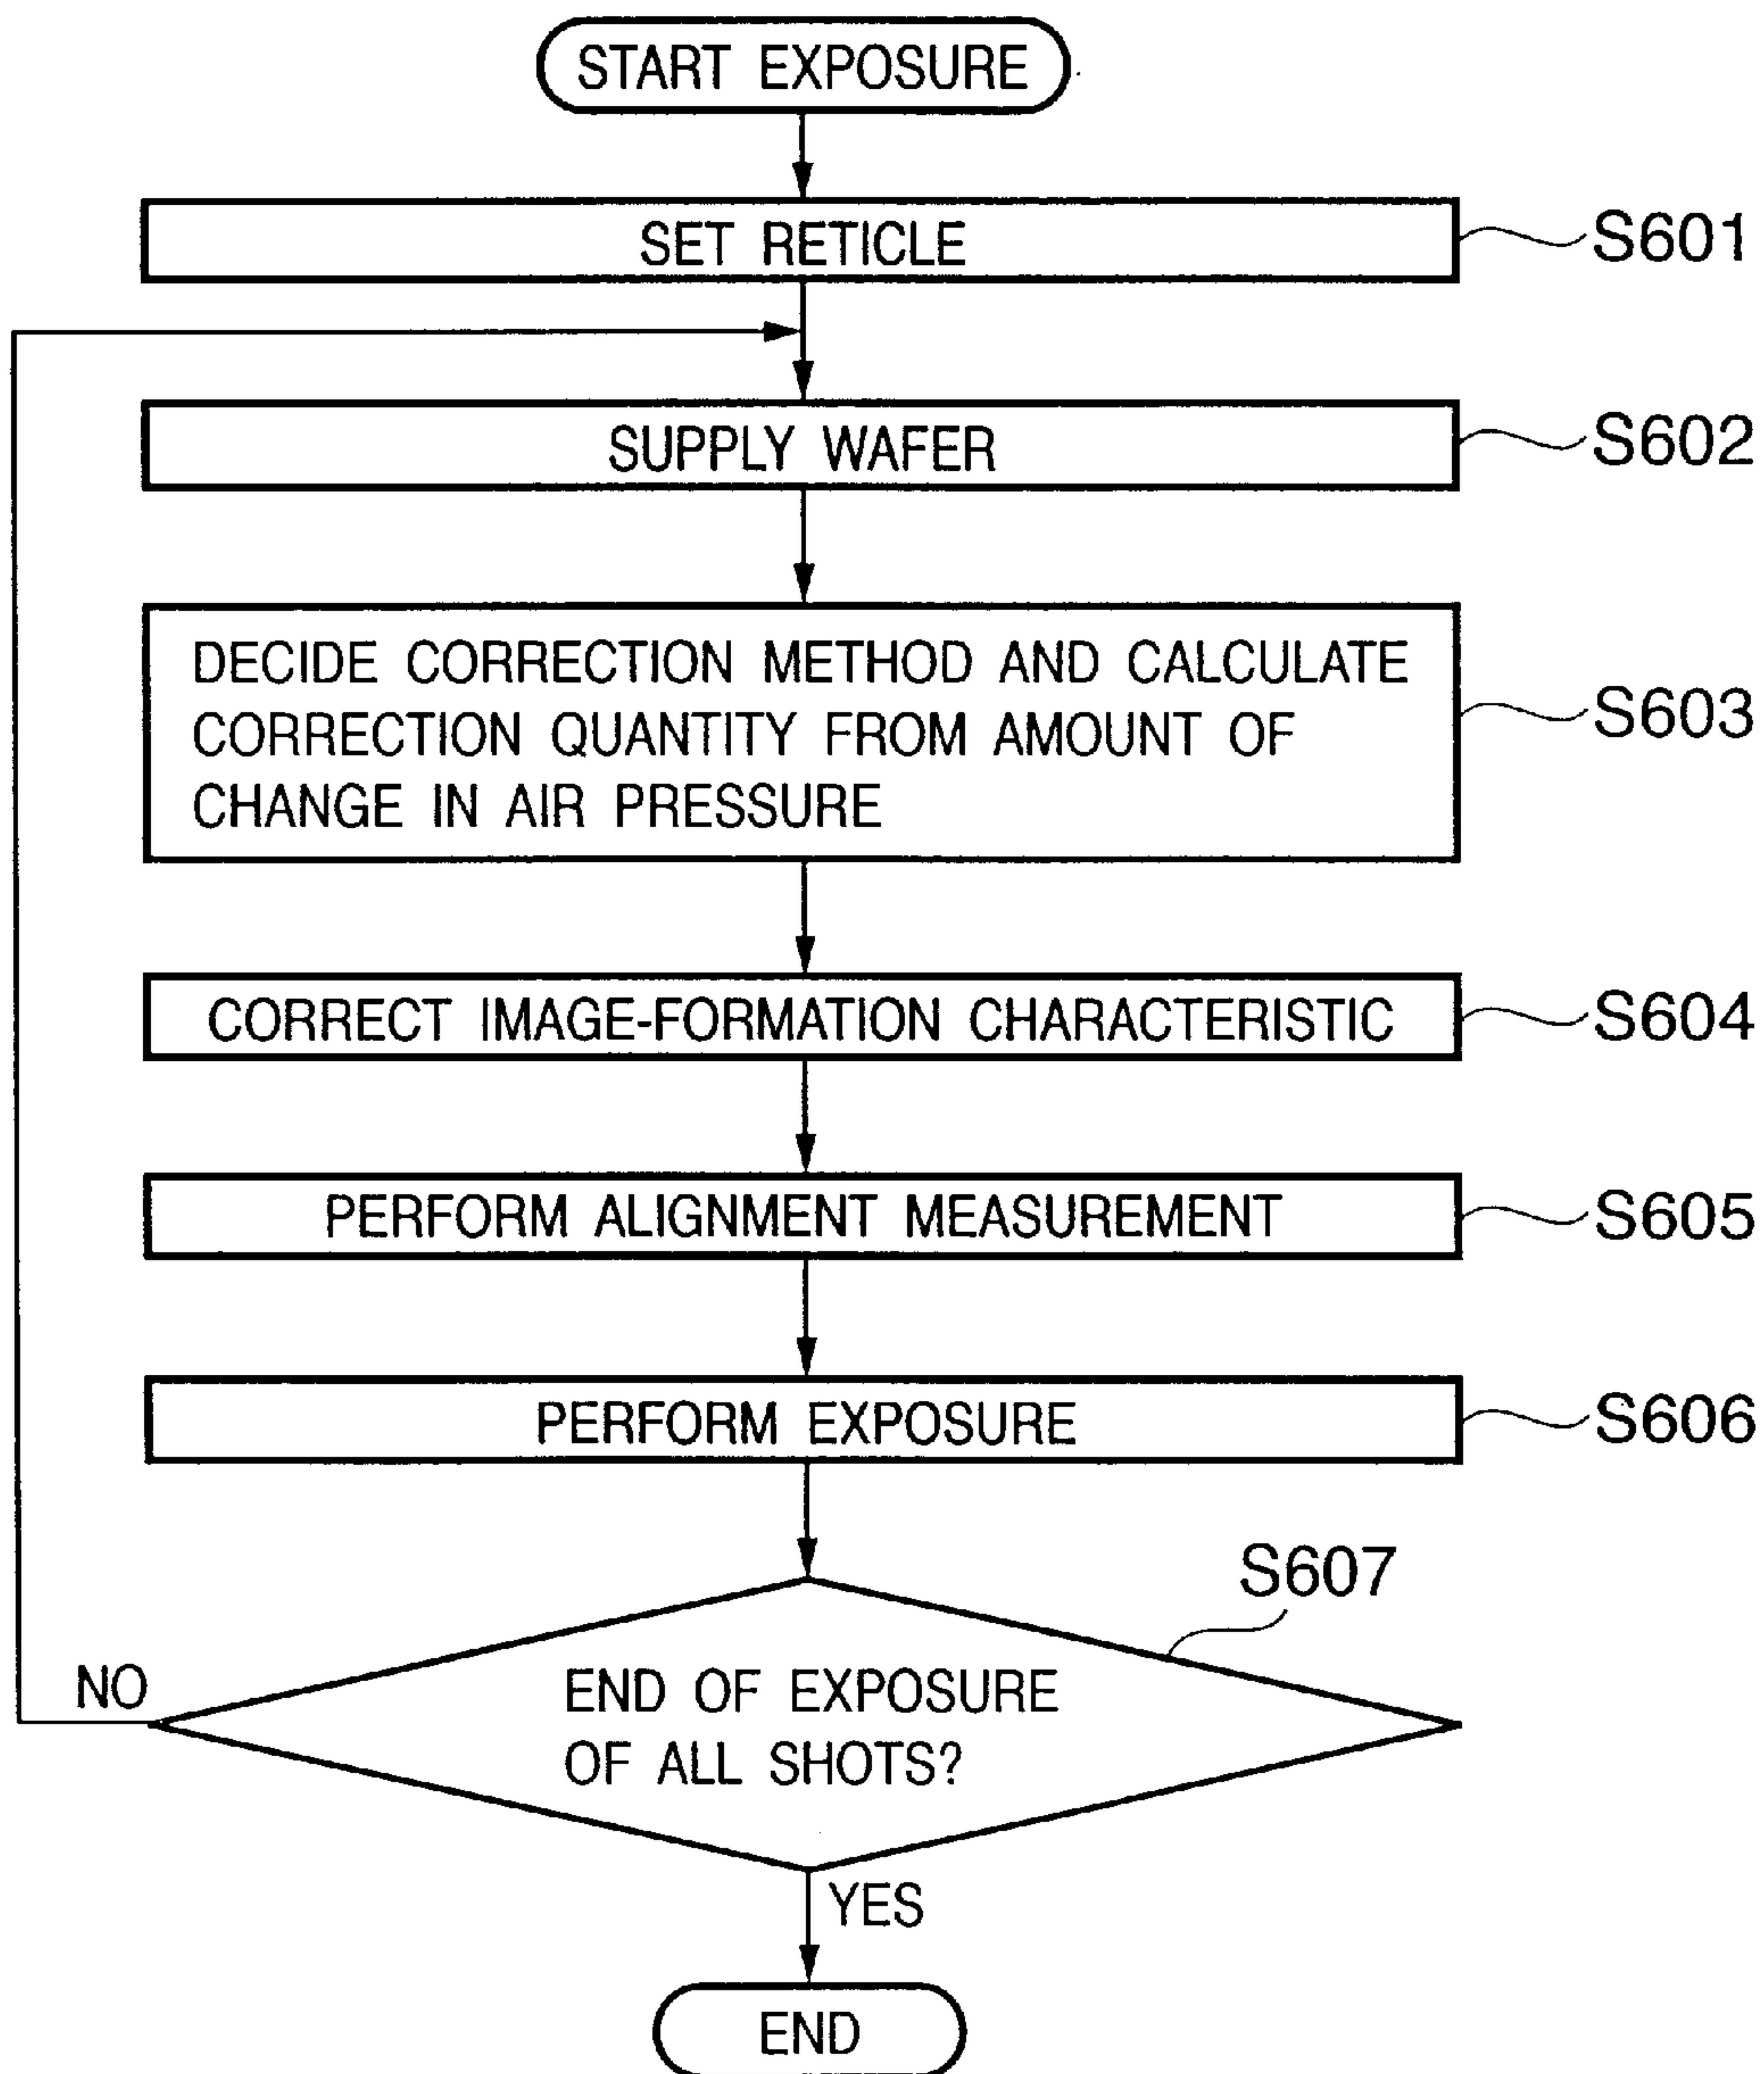 START EXPOSURE
SET RETICLE
S601
SUPPLY WAFER
S602
DECIDE CORRECTION METHOD AND CALCULATE
CORRECTION QUANTITY FROM AMOUNT OF
CHANGE IN AIR PRESSURE
S603
CORRECT IMAGE-FORMATION CHARACTERISTIC
S604
PERFORM ALIGNMENT MEASUREMENT
S605
PERFORM EXPOSURE
S606
S607
NO
END OF EXPOSURE
OF ALL SHOTS?
YES
END